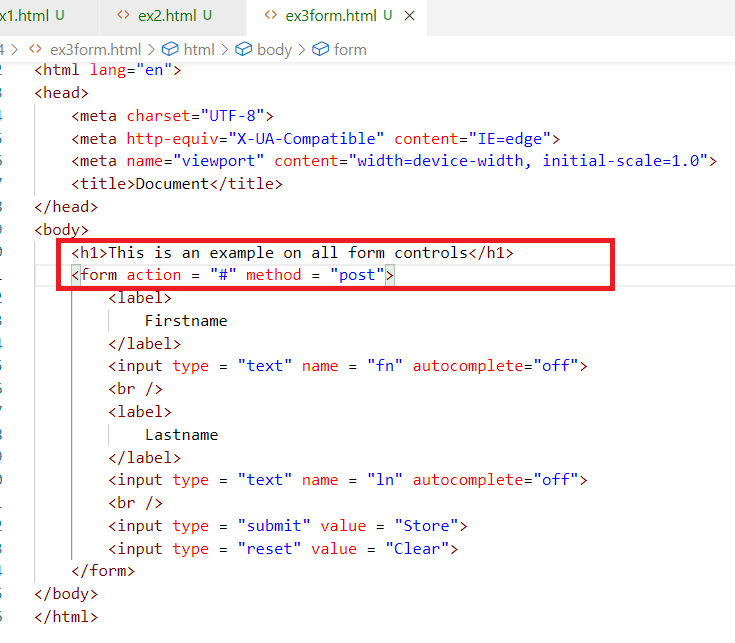 x1.html U ex2.html U ex3form.html U
4 > ex3form.html > html > body > form
<html lang="en">
<head>
<meta charset="UTF-8">
<meta http-equiv="X-UA-Compatible" content="IE=edge">
<meta name="viewport" content="width=device-width, initial-scale=1.0">
<title>Document</title>
</head>
<body>
<h1>This is an example on all form controls</h1>
<form action = "#" method = "post">
<label>
Firstname
</label>
<input type = "text" name = "fn" autocomplete="off">
<br />
<label>
Lastname
</label>
<input type = "text" name = "ln" autocomplete="off">
<br />
<input type = "submit" value = "Store">
<input type = "reset" value = "Clear">
</form>
</body>
</html>